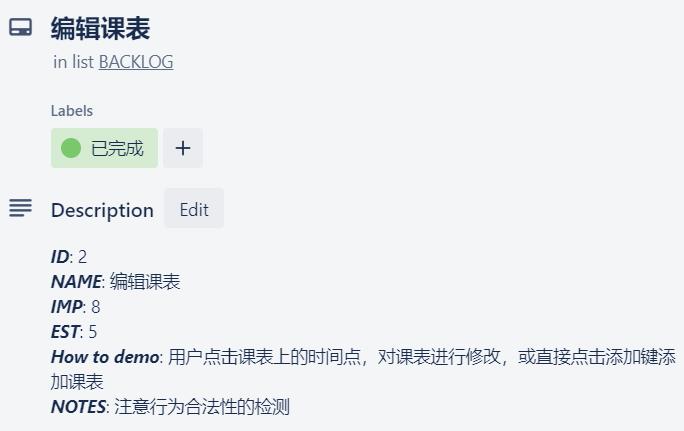 编辑课表
in list BACKLOG
Labels
已完成
Description Edit
ID: 2
NAME: 编辑课表
IMP: 8
EST: 5
How to demo: 用户点击课表上的时间点，对课表进行修改，或直接点击添加键添
加课表
NOTES: 注意行为合法性的检测